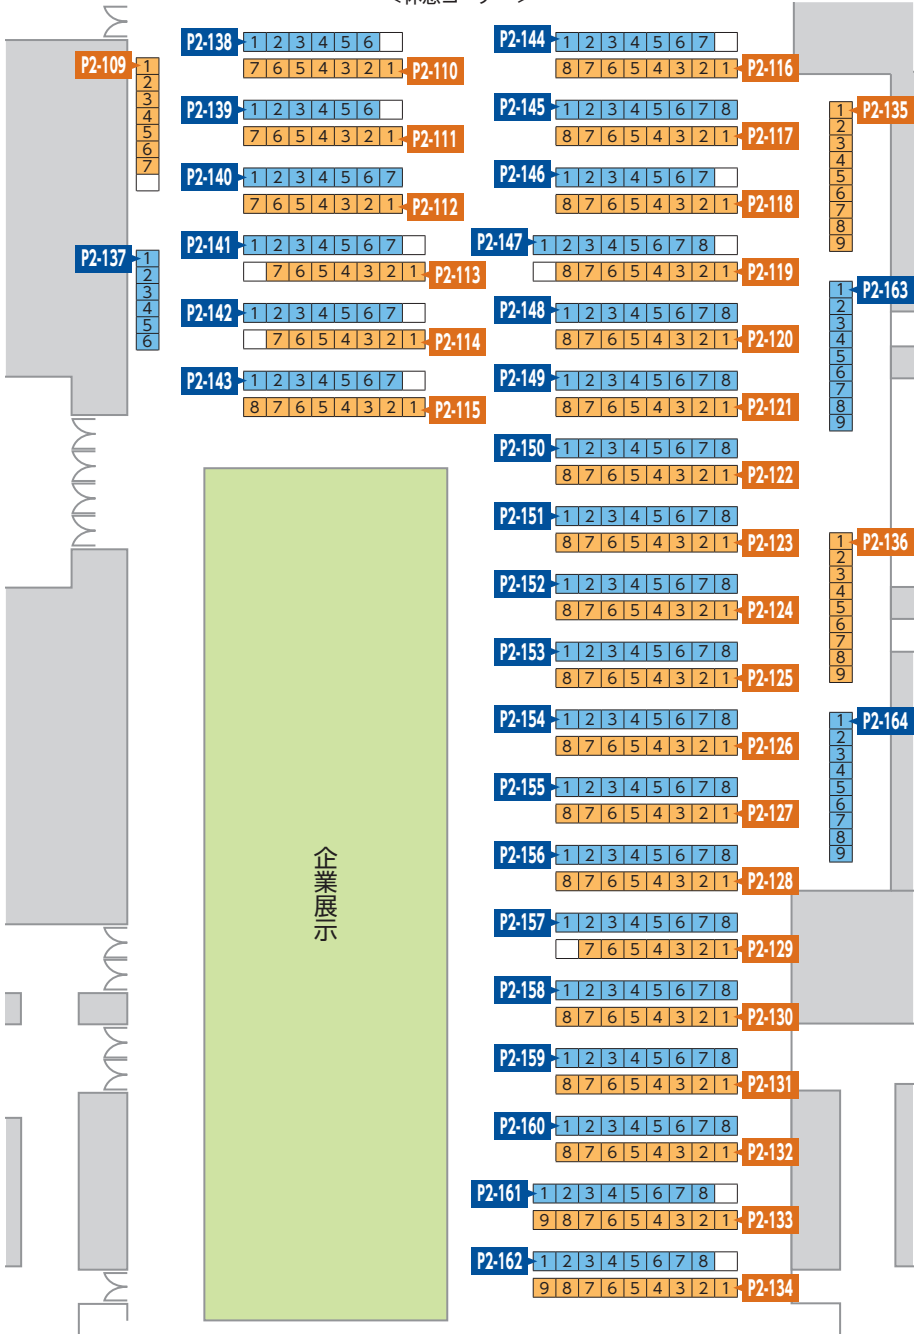 P2-138 1 2 3 4 5 6
7 6 5 4 3 2 1 P2-110
P2-139 1 2 3 4 5 6
7 6 5 4 3 2 1 P2-111
P2-140 1 2 3 4 5 6 7
7 6 5 4 3 2 1 P2-112
P2-141 1 2 3 4 5 6 7
7 6 5 4 3 2 1 P2-113
P2-142 1 2 3 4 5 6 7
7 6 5 4 3 2 1 P2-114
P2-143 1 2 3 4 5 6 7
8 7 6 5 4 3 2 1 P2-115
P2-109 1
2
3
4
5
6
7
P2-137 1
2
3
4
5
6
企業展示
P2-144 1 2 3 4 5 6 7
8 7 6 5 4 3 2 1 P2-116
P2-145 1 2 3 4 5 6 7 8
8 7 6 5 4 3 2 1 P2-117
P2-146 1 2 3 4 5 6 7
8 7 6 5 4 3 2 1 P2-118
P2-147 1 2 3 4 5 6 7 8
8 7 6 5 4 3 2 1 P2-119
P2-148 1 2 3 4 5 6 7 8
8 7 6 5 4 3 2 1 P2-120
P2-149 1 2 3 4 5 6 7 8
8 7 6 5 4 3 2 1 P2-121
P2-150 1 2 3 4 5 6 7 8
8 7 6 5 4 3 2 1 P2-122
P2-151 1 2 3 4 5 6 7 8
8 7 6 5 4 3 2 1 P2-123
P2-152 1 2 3 4 5 6 7 8
8 7 6 5 4 3 2 1 P2-124
P2-153 1 2 3 4 5 6 7 8
8 7 6 5 4 3 2 1 P2-125
P2-154 1 2 3 4 5 6 7 8
8 7 6 5 4 3 2 1 P2-126
P2-155 1 2 3 4 5 6 7 8
8 7 6 5 4 3 2 1 P2-127
P2-156 1 2 3 4 5 6 7 8
8 7 6 5 4 3 2 1 P2-128
P2-157 1 2 3 4 5 6 7 8
7 6 5 4 3 2 1 P2-129
P2-158 1 2 3 4 5 6 7 8
8 7 6 5 4 3 2 1 P2-130
P2-159 1 2 3 4 5 6 7 8
8 7 6 5 4 3 2 1 P2-131
P2-160 1 2 3 4 5 6 7 8
8 7 6 5 4 3 2 1 P2-132
P2-161 1 2 3 4 5 6 7 8
9 8 7 6 5 4 3 2 1 P2-133
P2-162 1 2 3 4 5 6 7 8
9 8 7 6 5 4 3 2 1 P2-134
1 P2-135
2
3
4
5
6
7
8
9
1 P2-163
2
3
4
5
6
7
8
9
1 P2-136
2
3
4
5
6
7
8
9
1 P2-164
2
3
4
5
6
7
8
9